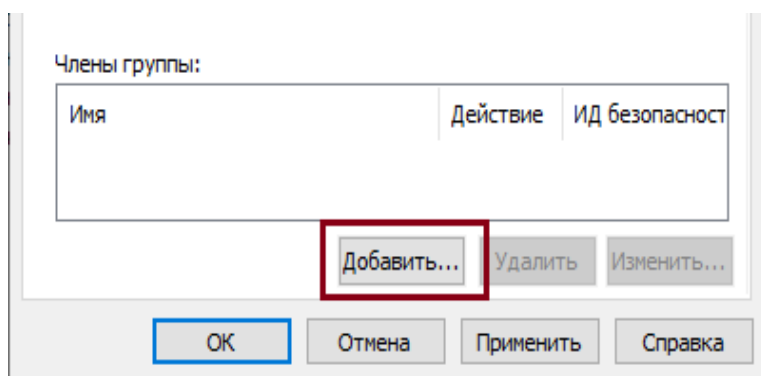 Члены группы:
Имя Действие ИД безопасност
Добавить... Удалить Изменить...
ОК Отмена Применить Справка